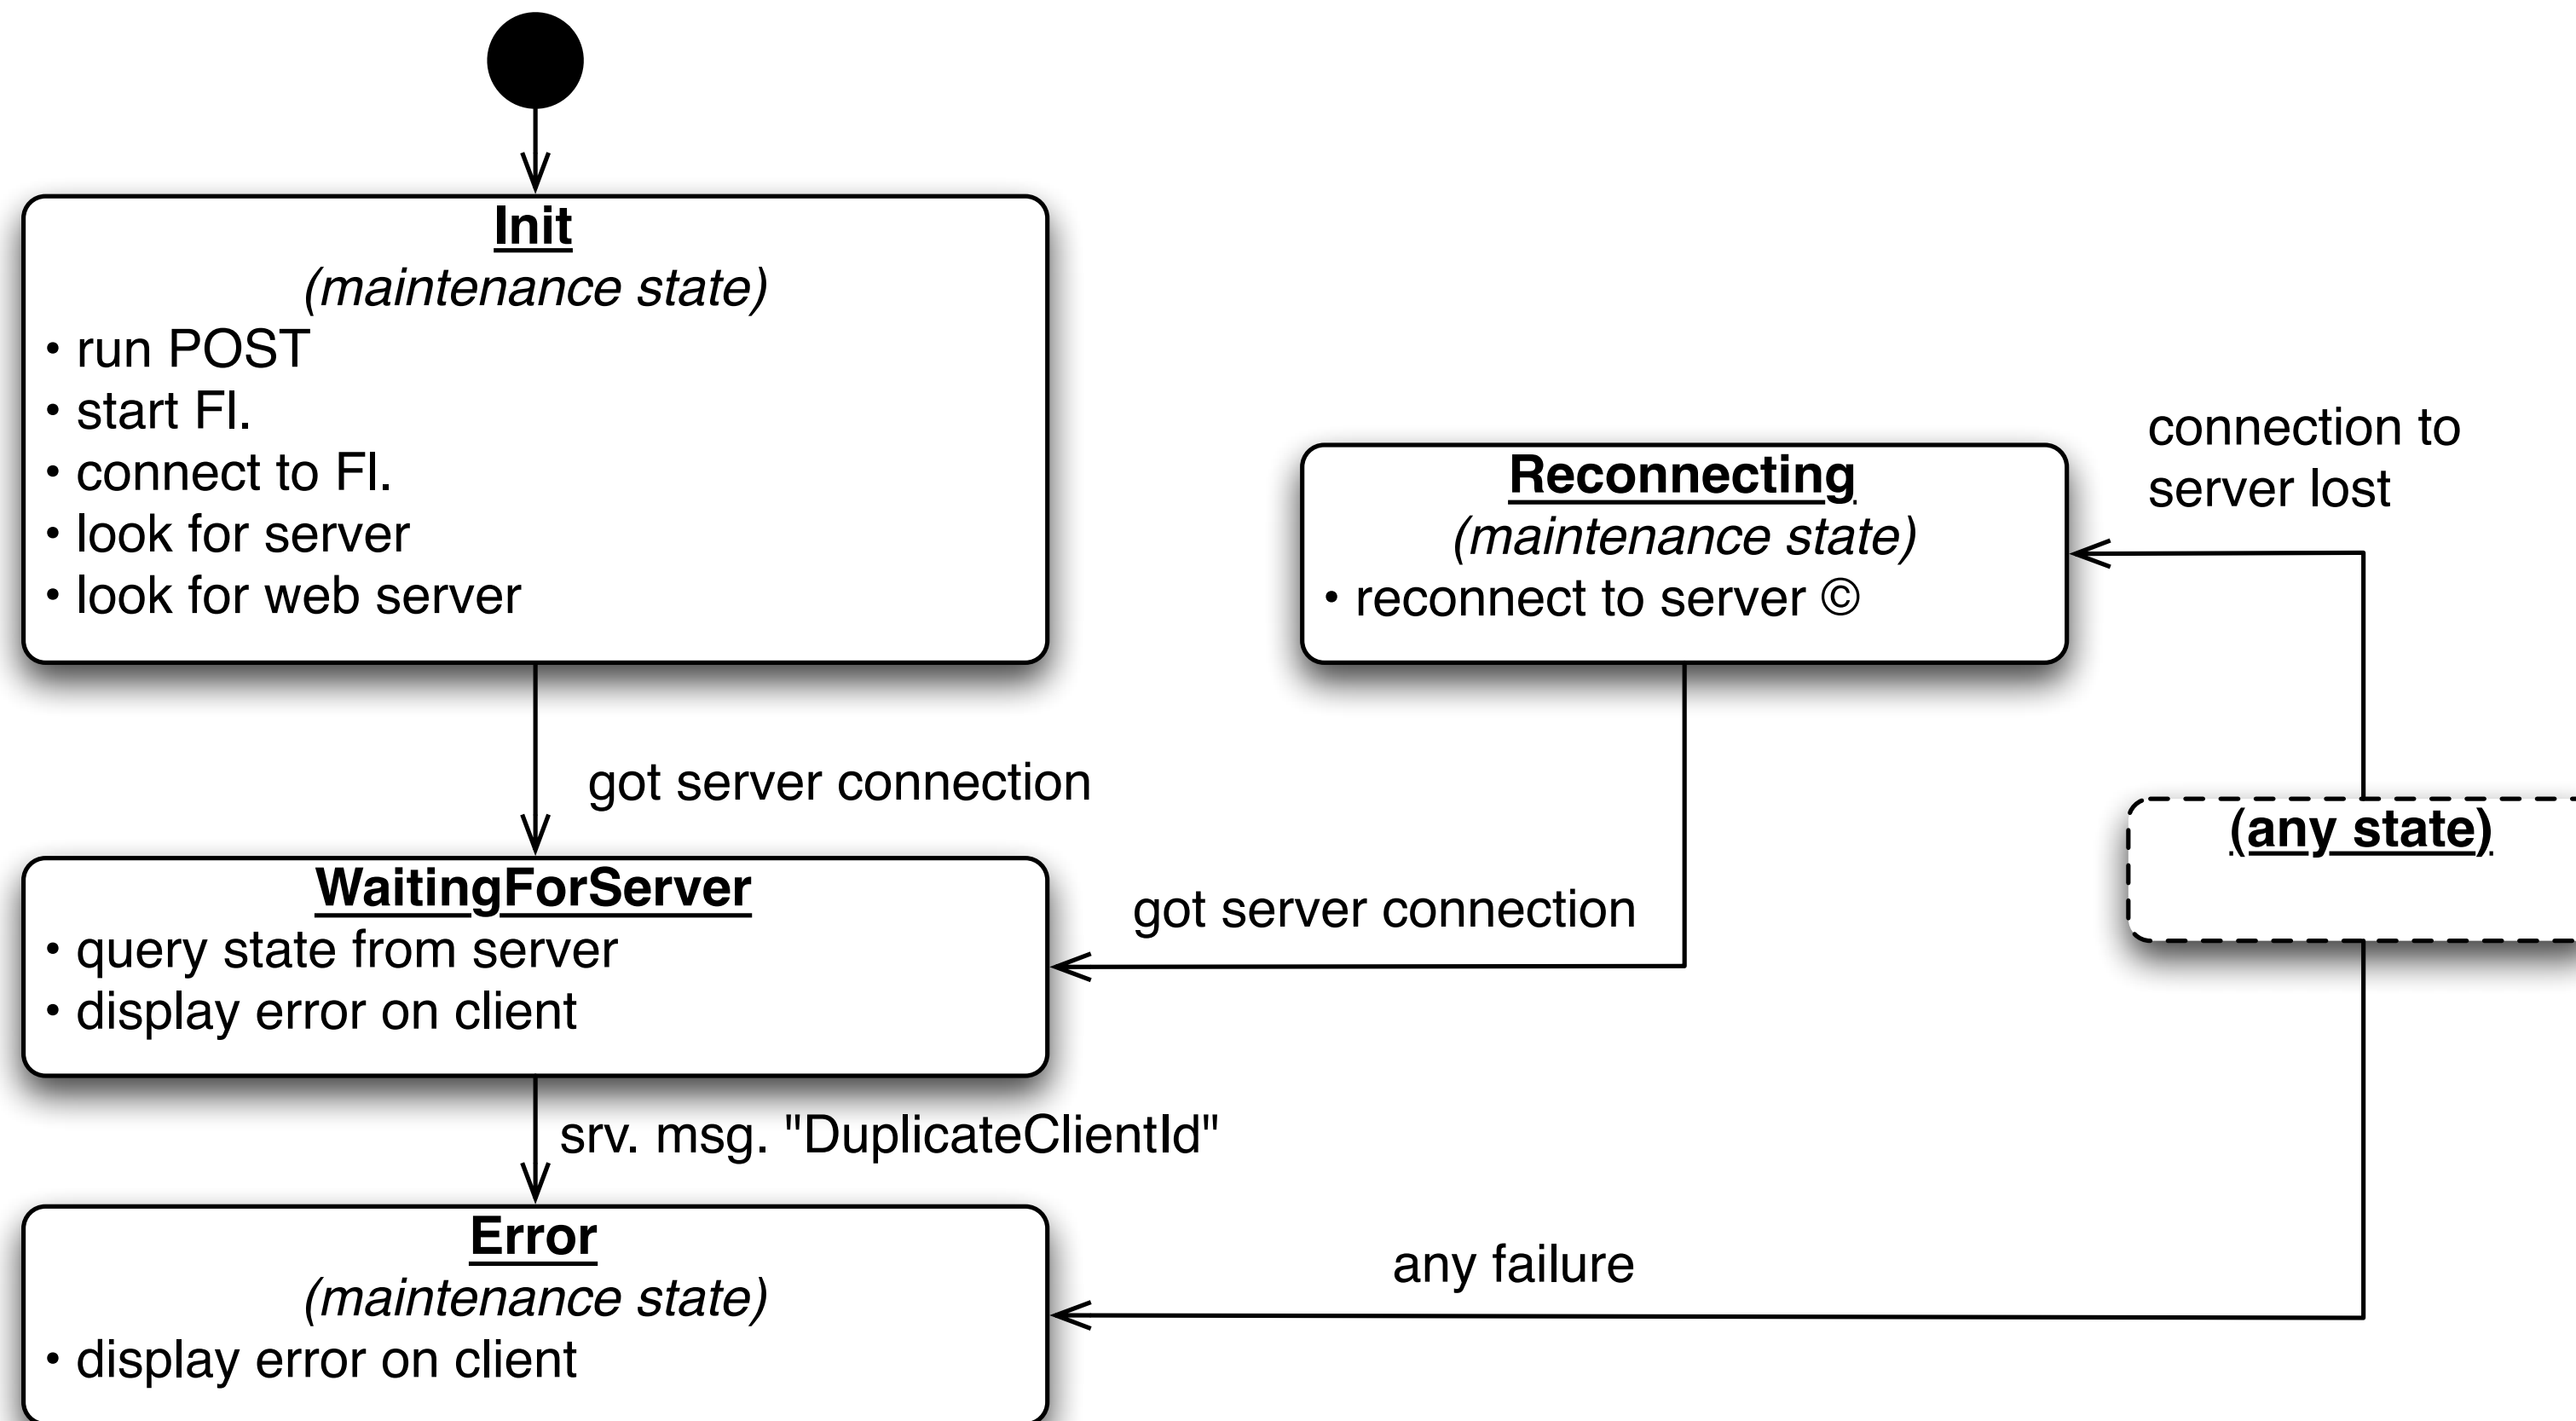 Init
(maintenance state)
• run POST
• start Fl.
• connect to Fl.
• look for server
• look for web server
Reconnecting
(maintenance state)
• reconnect to server ©
connection to
server lost
got server connection
(any state)
WaitingForServer
• query state from server
• display error on client
got server connection
srv. msg. "DuplicateClientId"
Error
(maintenance state)
• display error on client
any failure